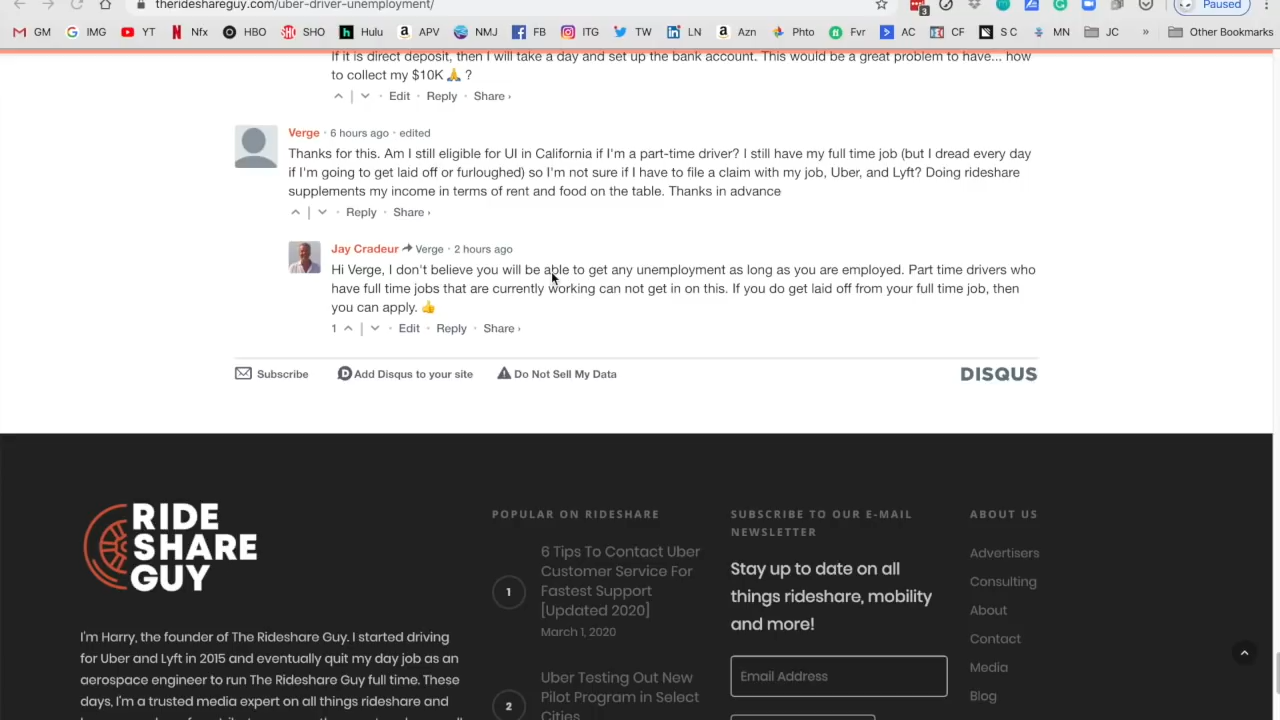 therideshareguy.com/uber-driver-unemployment/
3
Paused
GM
IMG
YT
Nfx
HBO
SHO
Hulu
APV
NMJ
FB
ITG
TW
LN
Azn
Phto
Fvr
AC
CF
S C
MN
JC
»
Other Bookmarks
If it is direct deposit, then I will take a day and set up the bank account. This would be a great problem to have... how
to collect my $10K 🙏 ?
Edit · Reply · Share ›
Verge · 6 hours ago · edited
Thanks for this. Am I still eligible for UI in California if I'm a part-time driver? I still have my full time job (but I dread every day
if I'm going to get laid off or furloughed) so I'm not sure if I have to file a claim with my job, Uber, and Lyft? Doing rideshare
supplements my income in terms of rent and food on the table. Thanks in advance
Reply · Share ›
Jay Cradeur Verge · 2 hours ago
Hi Verge, I don't believe you will be able to get any unemployment as long as you are employed. Part time drivers who
have full time jobs that are currently working can not get in on this. If you do get laid off from your full time job, then
you can apply. 👍
1 · Edit · Reply · Share ›
Subscribe
Add Disqus to your site
Do Not Sell My Data
DISQUS
RIDE
SHARE
GUY
I'm Harry, the founder of The Rideshare Guy. I started driving
for Uber and Lyft in 2015 and eventually quit my day job as an
aerospace engineer to run The Rideshare Guy full time. These
days, I'm a trusted media expert on all things rideshare and
POPULAR ON RIDESHARE
1
6 Tips To Contact Uber
Customer Service For
Fastest Support
[Updated 2020]
March 1, 2020
2
Uber Testing Out New
Pilot Program in Select
Cities
SUBSCRIBE TO OUR E-MAIL
NEWSLETTER
Stay up to date on all
things rideshare, mobility
and more!
Email Address
ABOUT US
Advertisers
Consulting
About
Contact
Media
Blog